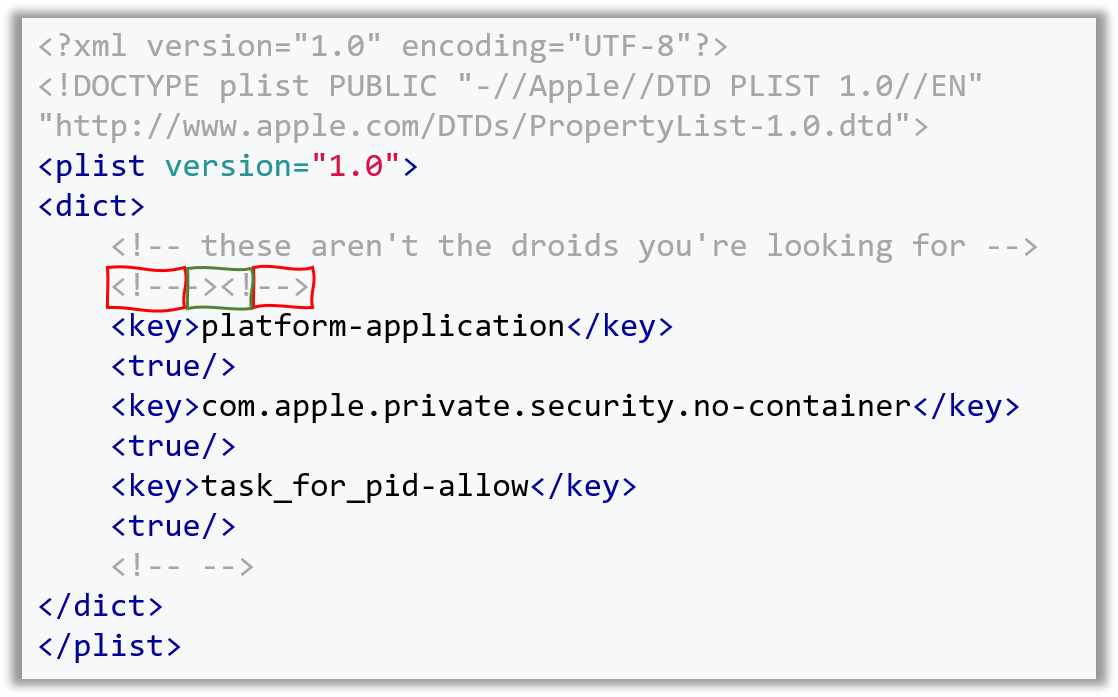 <?xml version="1.0" encoding="UTF-8"?>
<!DOCTYPE plist PUBLIC "-//Apple//DTD PLIST 1.0//EN"
"http://www.apple.com/DTDs/PropertyList-1.0.dtd">
<plist version="1.0">
<dict>
    <!-- these aren't the droids you're looking for -->
    <!---><!-->
    <key>platform-application</key>
    <true/>
    <key>com.apple.private.security.no-container</key>
    <true/>
    <key>task_for_pid-allow</key>
    <true/>
    <!-- -->
</dict>
</plist>